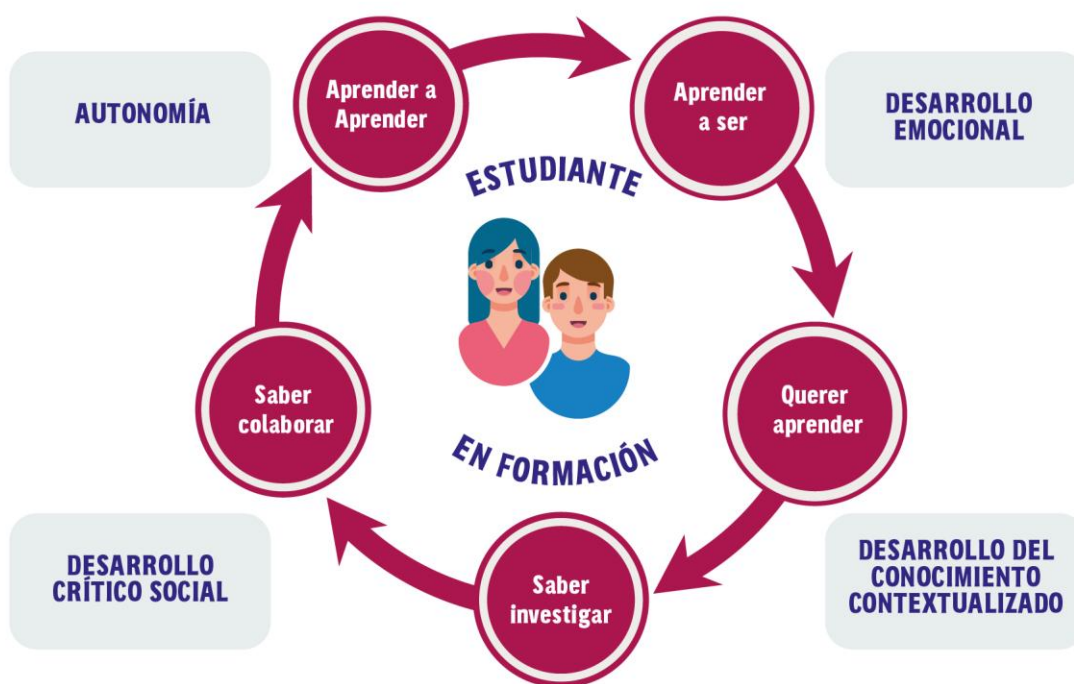 AUTONOMÍA
Aprender a
Aprender
Aprender
a ser
DESARROLLO
EMOCIONAL
ESTUDIANTE
EN FORMACIÓN
Saber
colaborar
Querer
aprender
DESARROLLO
CRÍTICO SOCIAL
Saber
investigar
DESARROLLO DEL
CONOCIMIENTO
CONTEXTUALIZADO